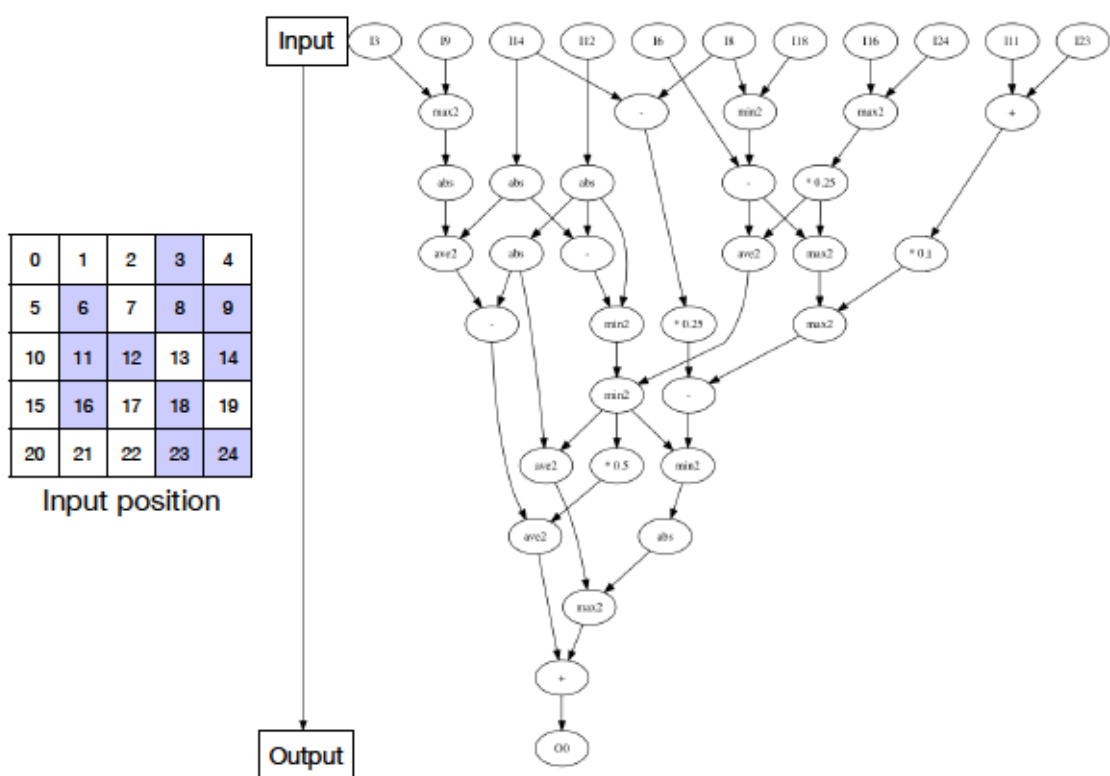 Input I3 I9 I14 I12 I6 I8 I18 I16 I24 I11 I23
max2 - min2 max2 +
abs abs abs - * 0.25
ave2 abs - ave2 max2 * 0.1
- min2 * 0.25 max2
min2 -
ave2 * 0.5 min2
ave2 abs
max2
+
Output O0
0 1 2 3 4
5 6 7 8 9
10 11 12 13 14
15 16 17 18 19
20 21 22 23 24
Input position